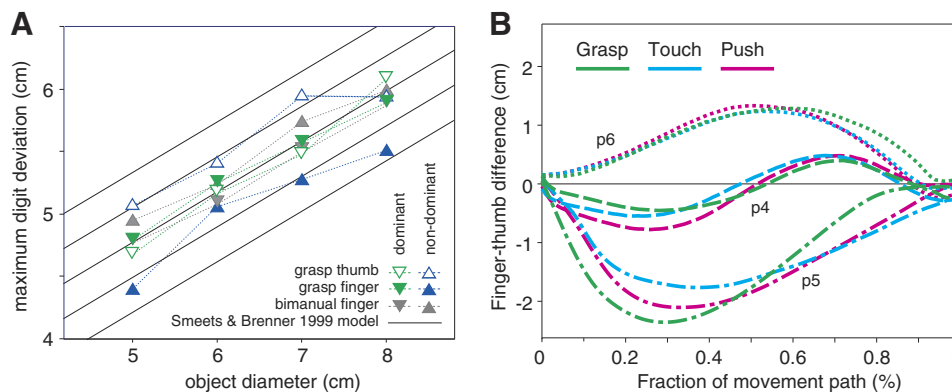 A
maximum digit deviation (cm)
6
5
4
5
6
7
8
object diameter (cm)
dominant
non-dominant
grasp thumb
grasp finger
bimanual finger
Smeets & Brenner 1999 model
B
Grasp Touch Push
Finger-thumb difference (cm)
2
1
0
-1
-2
p6
p4
p5
0 0.2 0.4 0.6 0.8
Fraction of movement path (%)